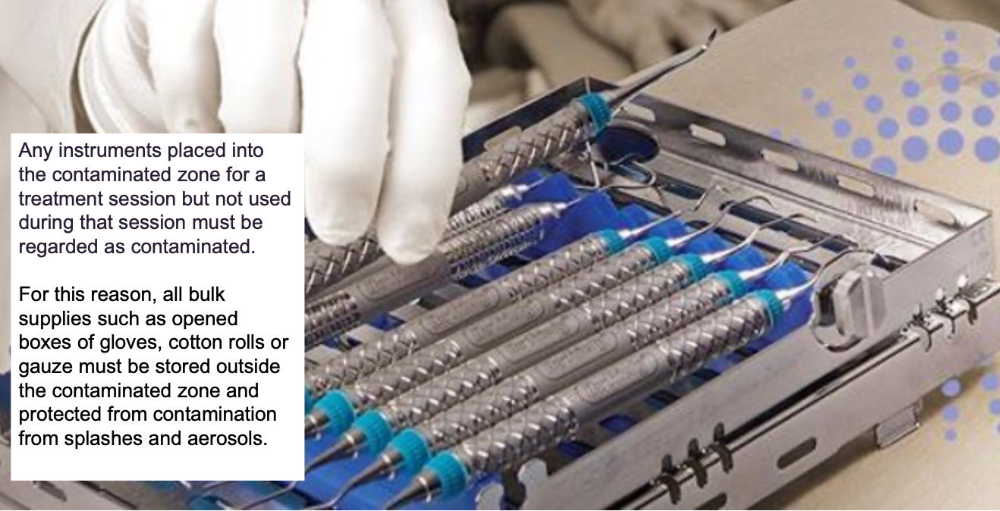 Any instruments placed into
the contaminated zone for a
treatment session but not used
during that session must be
regarded as contaminated.
For this reason, all bulk
supplies such as opened
boxes of gloves, cotton rolls or
gauze must be stored outside
the contaminated zone and
protected from contamination
from splashes and aerosols.